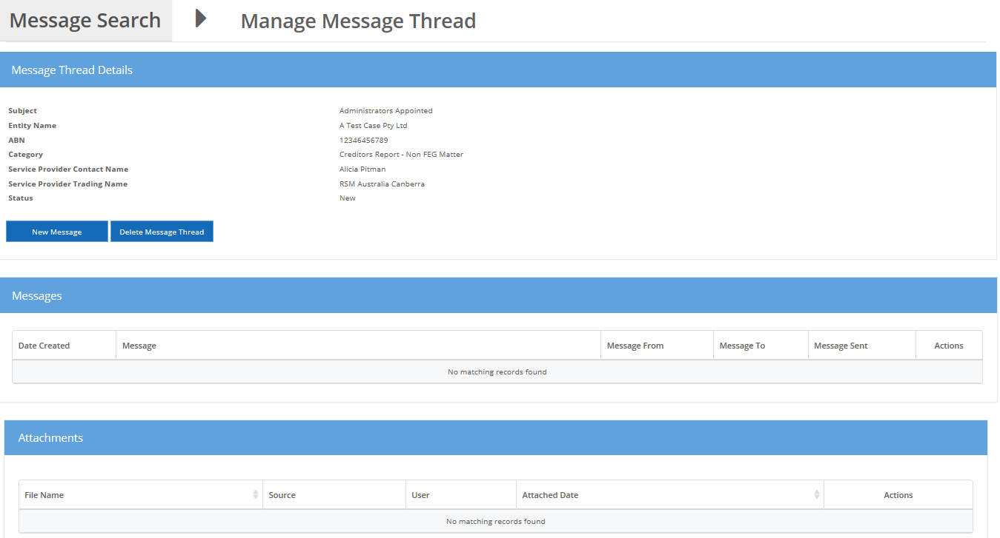 Message Search Manage Message Thread
Message Thread Details
Subject Administrators Appointed
Entity Name A Test Case Pty Ltd
ABN 12346456789
Category Creditors Report - Non FEG Matter
Service Provider Contact Name Alicia Pitman
Service Provider Trading Name RSM Australia Canberra
Status New
New Message Delete Message Thread
Messages
Date Created Message Message From Message To Message Sent Actions
No matching records found
Attachments
File Name Source User Attached Date Actions
No matching records found